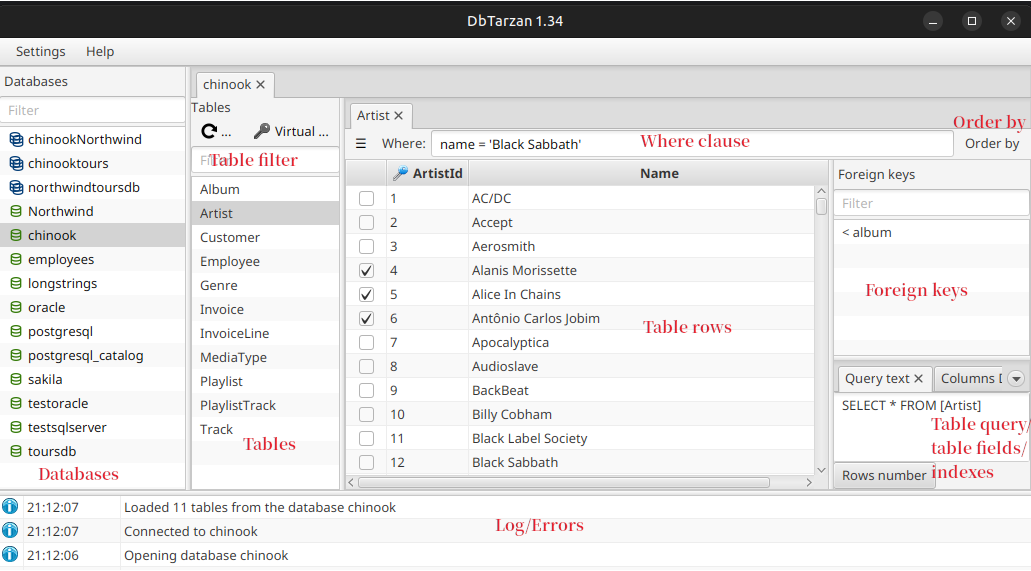 DbTarzan 1.34
Settings Help
Databases
Filter
chinookNorthwind
chinooktours
northwindtoursdb
Northwind
chinook
employees
longstrings
oracle
postgresql
postgresql_catalog
sakila
testoracle
testsqlserver
toursdb
Databases
chinook
Tables
... Virtual ...
Table filter
Album
Artist
Customer
Employee
Genre
Invoice
InvoiceLine
MediaType
Playlist
PlaylistTrack
Track
Tables
Artist
Where: name = 'Black Sabbath'
Where clause
Order by
Order by
ArtistId Name
1 AC/DC
2 Accept
3 Aerosmith
4 Alanis Morissette
5 Alice In Chains
6 Antônio Carlos Jobim
7 Apocalyptica
8 Audioslave
9 BackBeat
10 Billy Cobham
11 Black Label Society
12 Black Sabbath
Table rows
Foreign keys
Filter
< album
Foreign keys
Query text Columns
SELECT * FROM [Artist]
Table query/
table fields/
indexes
Rows number
21:12:07 Loaded 11 tables from the database chinook
21:12:07 Connected to chinook
21:12:06 Opening database chinook
Log/Errors